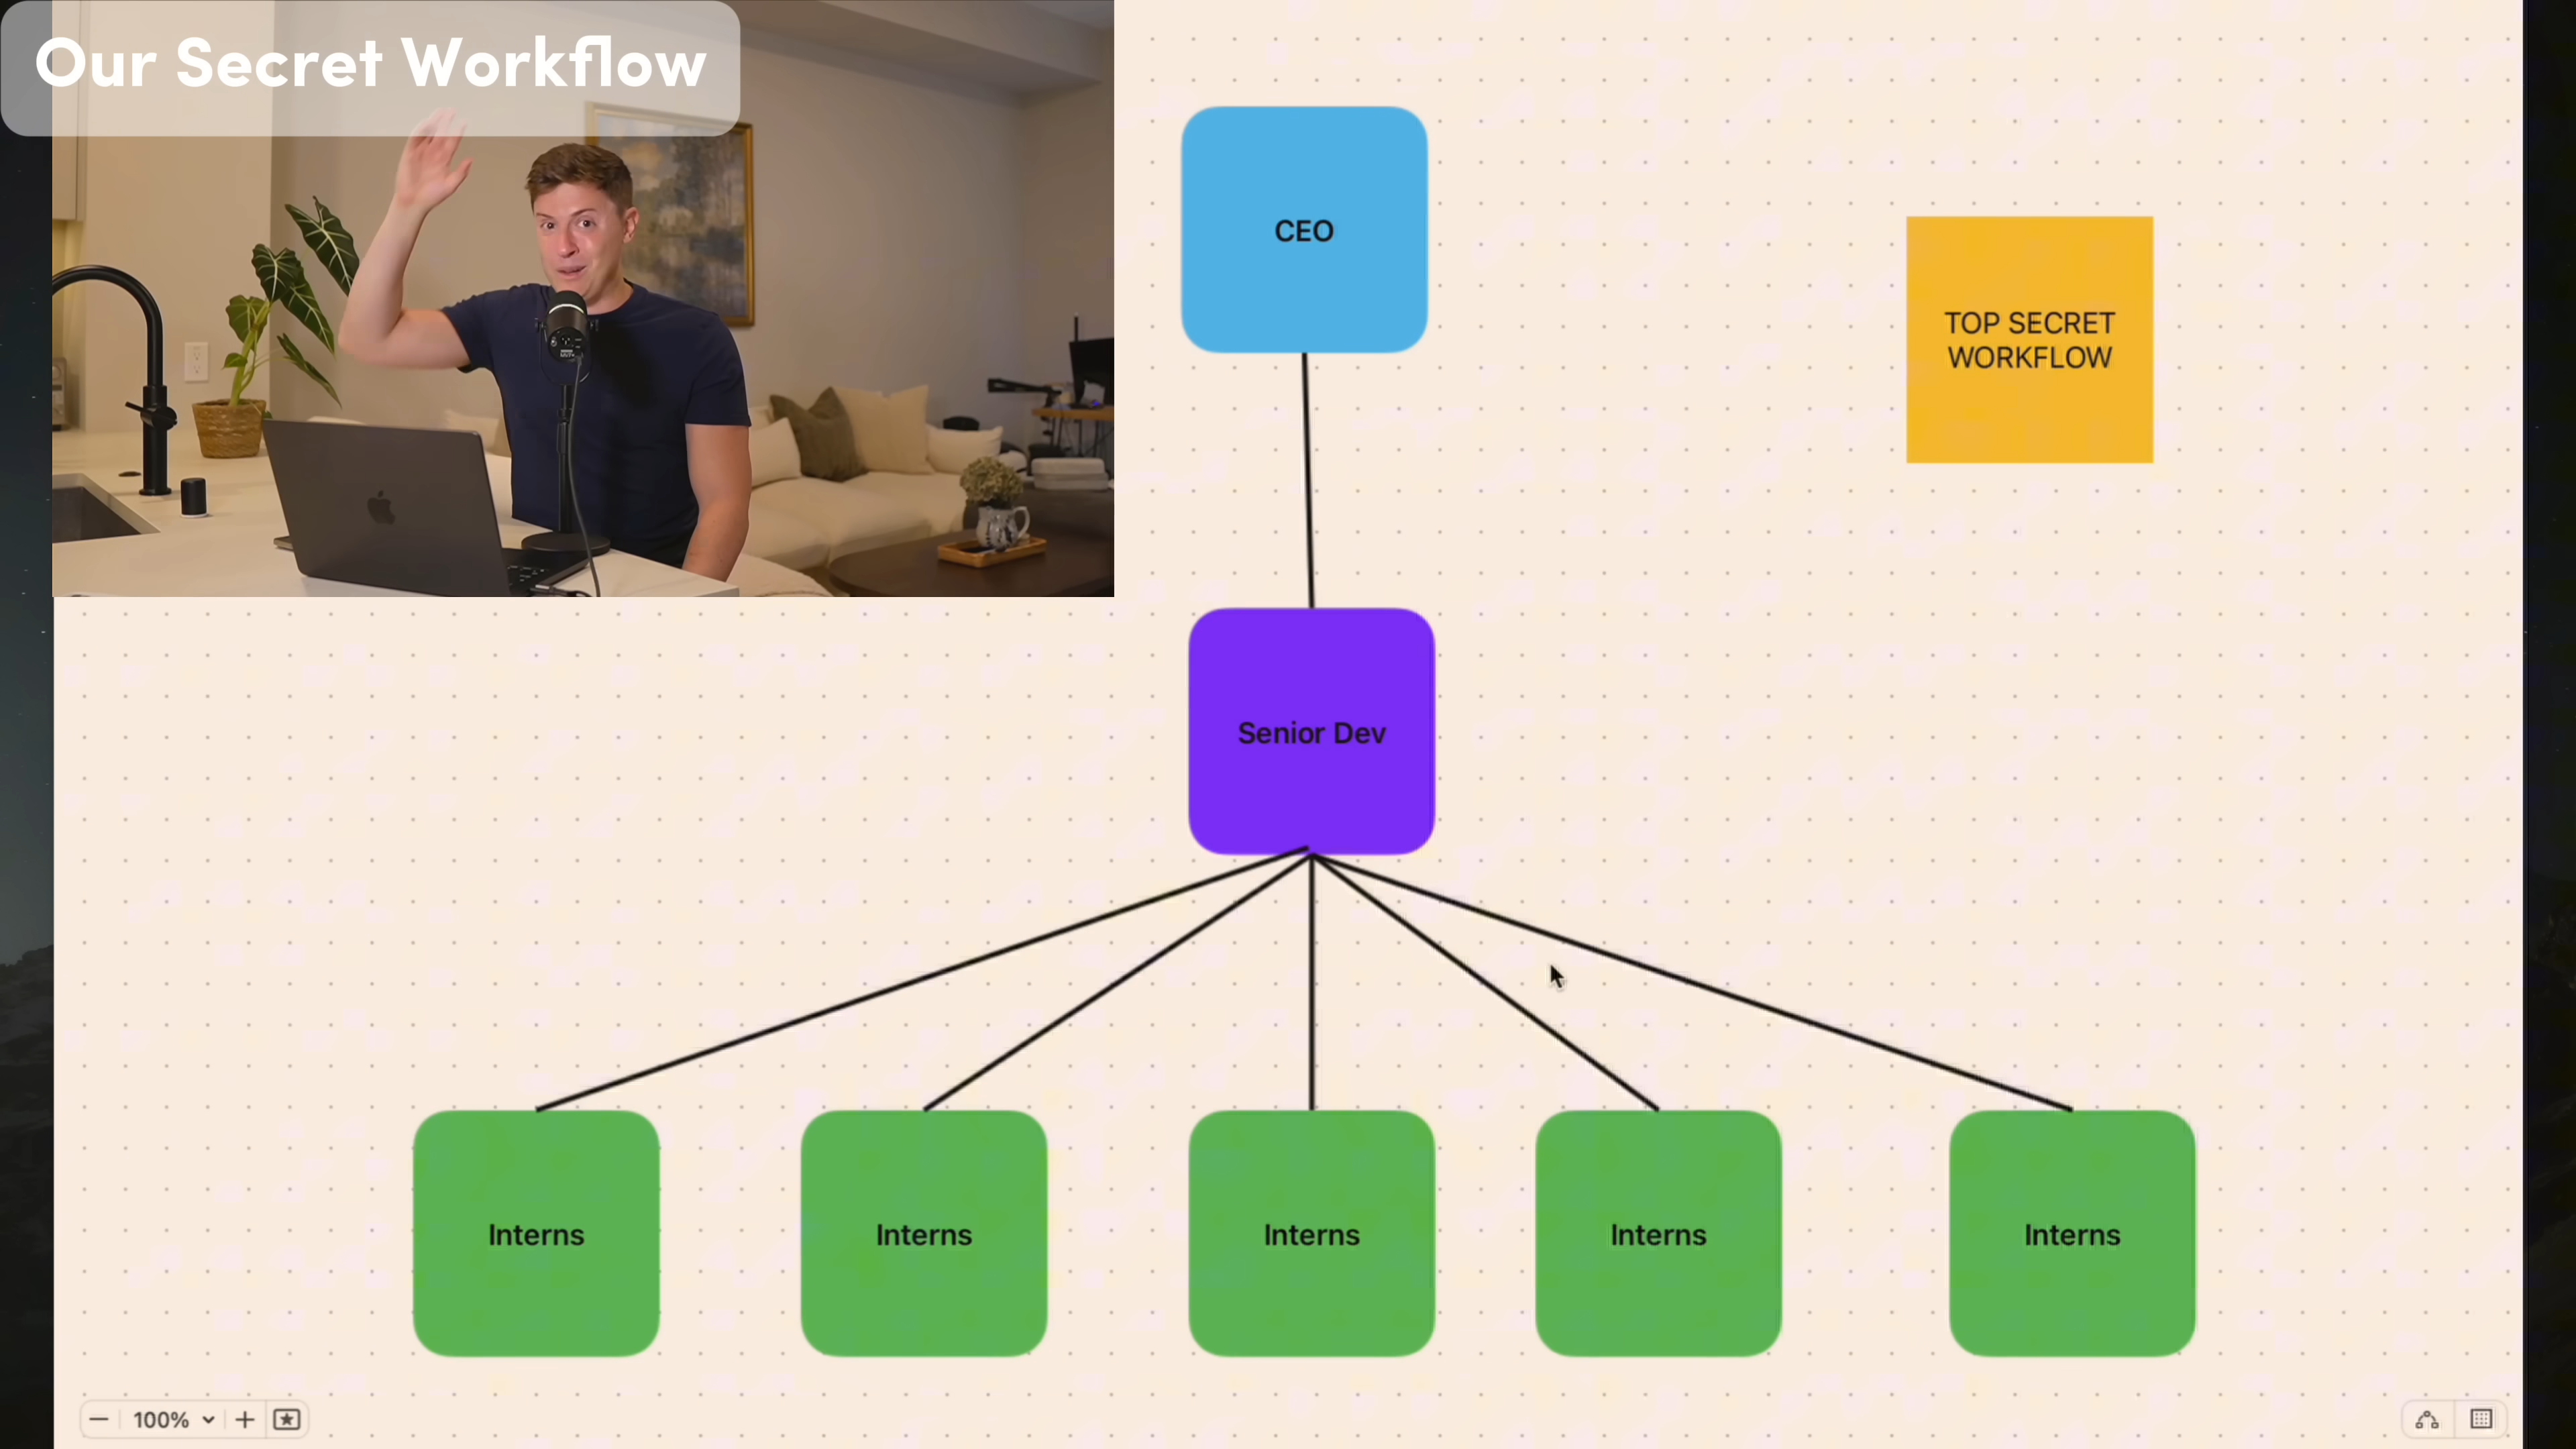 Our Secret Workflow
CEO
TOP SECRET
WORKFLOW
Senior Dev
Interns
Interns
Interns
Interns
Interns
100%